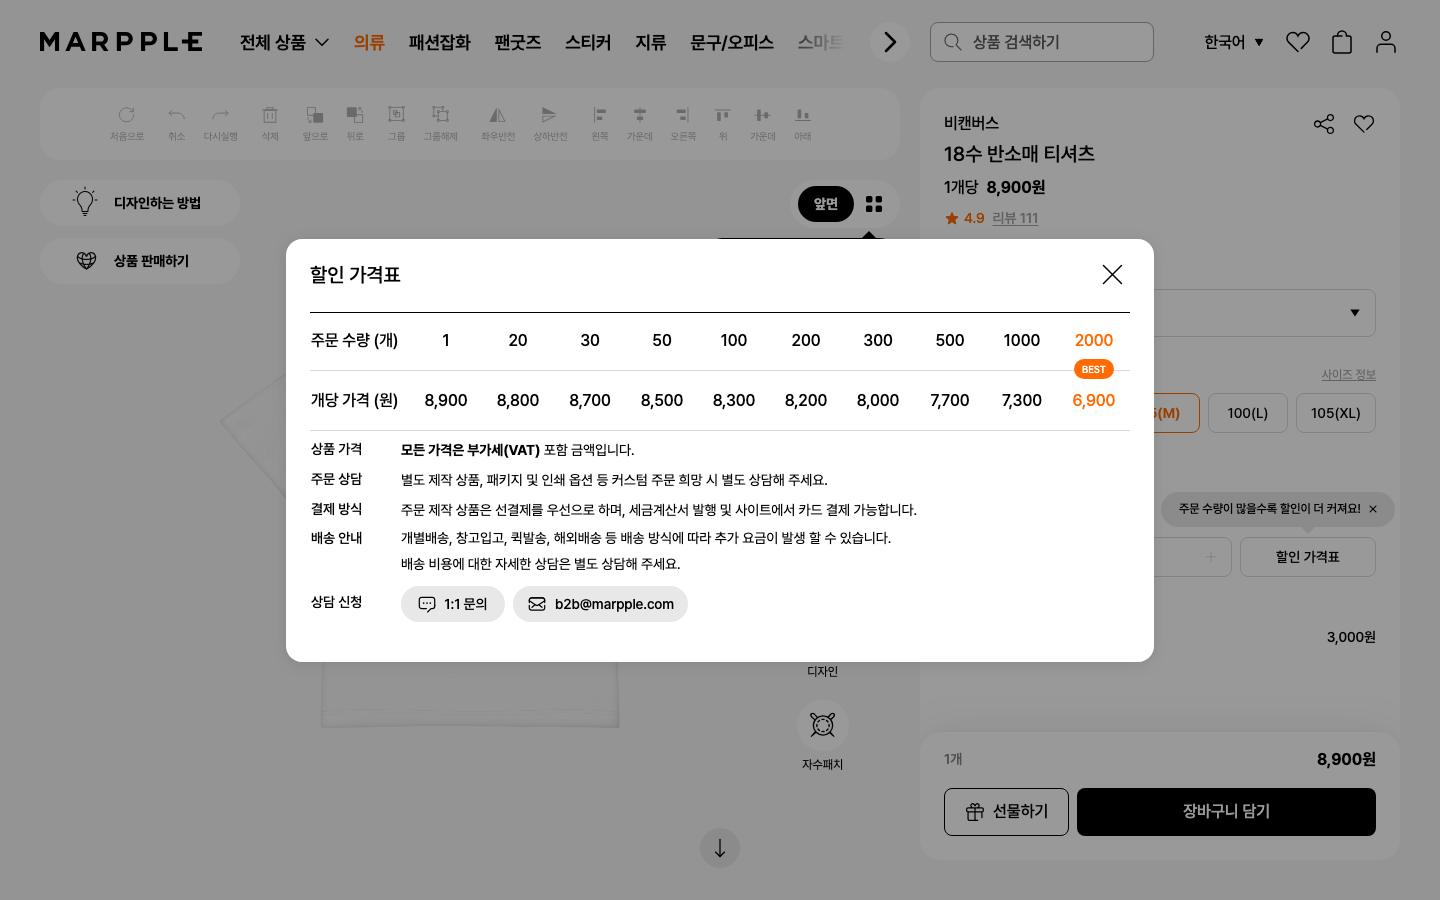 MARPPLE
전체 상품
의류
패션잡화
팬굿즈
스티커
지류
문구/오피스
스마트
상품 검색하기
한국어
처음으로
취소
다시실행
삭제
앞으로
뒤로
그룹
그룹해제
좌우반전
상하반전
왼쪽
가운데
오른쪽
위
가운데
아래
디자인하는 방법
상품 판매하기
앞면
비캔버스
18수 반소매 티셔츠
1개당 8,900원
4.9 리뷰 111
할인 가격표
주문 수량 (개) 1 20 30 50 100 200 300 500 1000 2000
BEST
개당 가격 (원) 8,900 8,800 8,700 8,500 8,300 8,200 8,000 7,700 7,300 6,900
상품 가격 모든 가격은 부가세(VAT) 포함 금액입니다.
주문 상담 별도 제작 상품, 패키지 및 인쇄 옵션 등 커스텀 주문 희망 시 별도 상담해 주세요.
결제 방식 주문 제작 상품은 선결제를 우선으로 하며, 세금계산서 발행 및 사이트에서 카드 결제 가능합니다.
배송 안내 개별배송, 창고입고, 퀵발송, 해외배송 등 배송 방식에 따라 추가 요금이 발생 할 수 있습니다.
배송 비용에 대한 자세한 상담은 별도 상담해 주세요.
상담 신청 1:1 문의 b2b@marpple.com
사이즈 정보
(M)
100(L)
105(XL)
주문 수량이 많을수록 할인이 더 커져요!
할인 가격표
3,000원
디자인
자수패치
1개
8,900원
선물하기
장바구니 담기